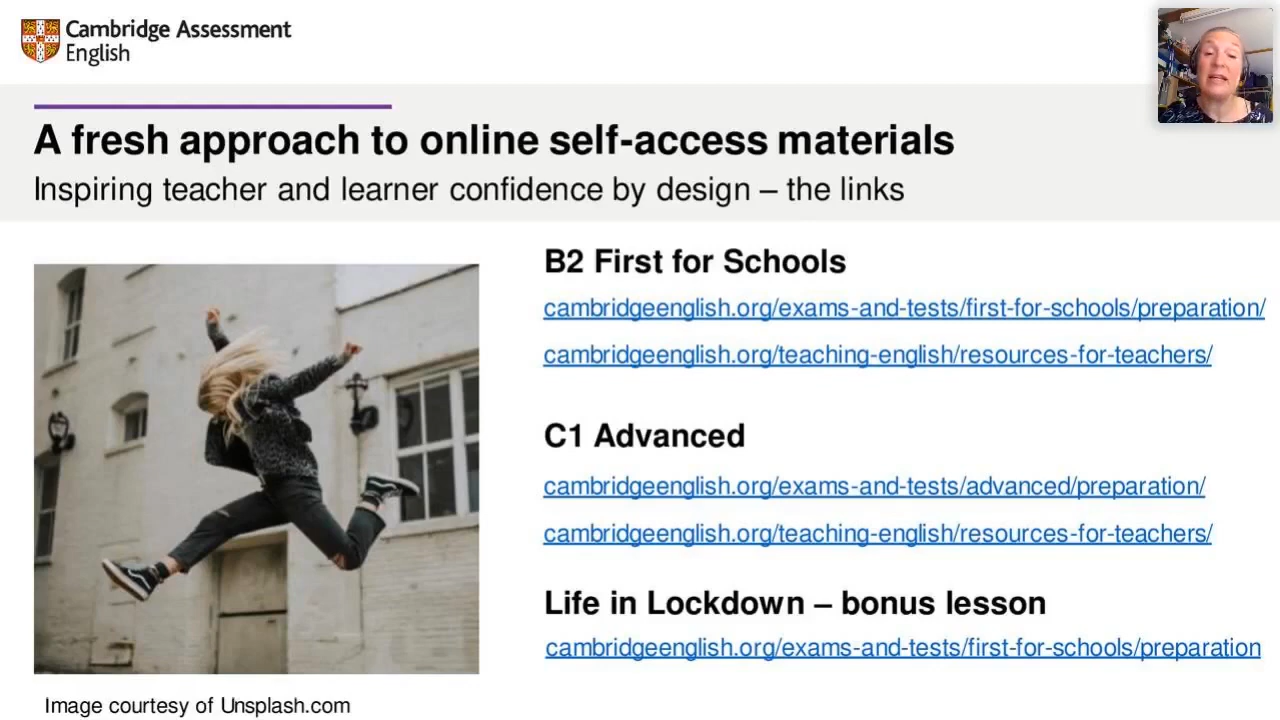 Cambridge Assessment
English
A fresh approach to online self-access materials
Inspiring teacher and learner confidence by design – the links
B2 First for Schools
cambridgeenglish.org/exams-and-tests/first-for-schools/preparation/
cambridgeenglish.org/teaching-english/resources-for-teachers/
C1 Advanced
cambridgeenglish.org/exams-and-tests/advanced/preparation/
cambridgeenglish.org/teaching-english/resources-for-teachers/
Life in Lockdown – bonus lesson
cambridgeenglish.org/exams-and-tests/first-for-schools/preparation
Image courtesy of Unsplash.com